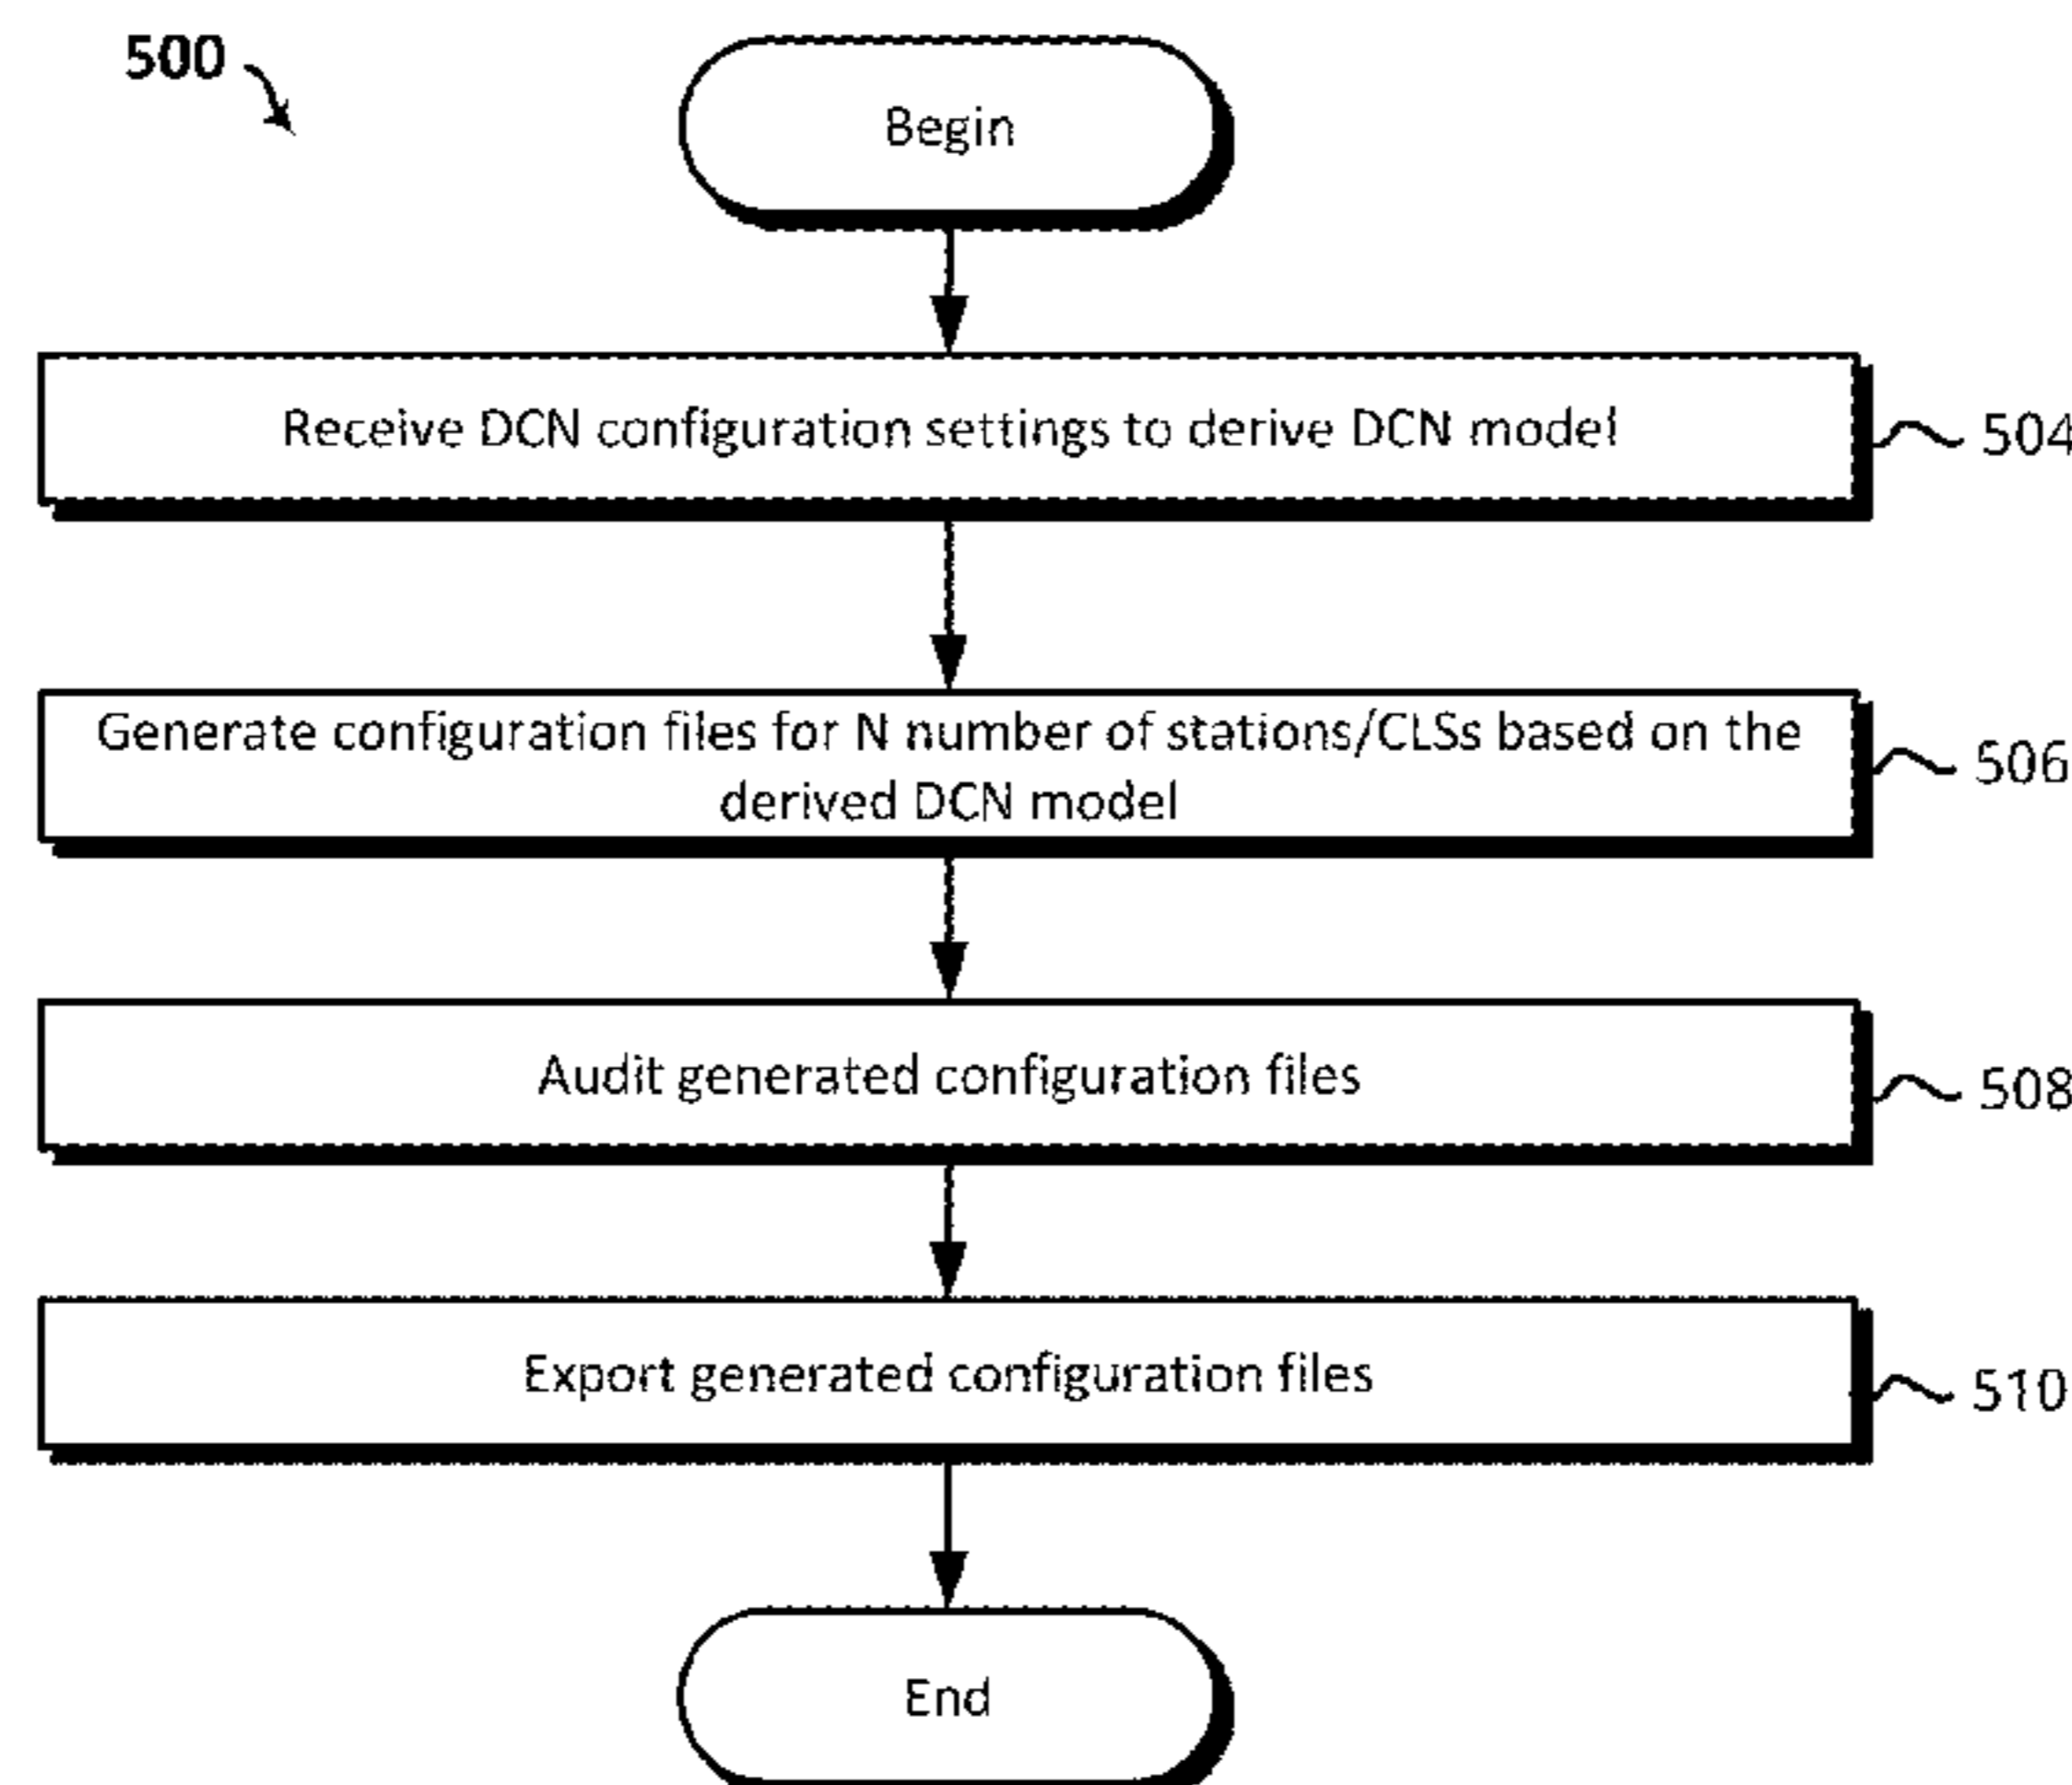 500
Begin
Receive DCN configuration settings to derive DCN model
504
Generate configuration files for N number of stations/CLSs based on the
derived DCN model
506
Audit generated configuration files
508
Export generated configuration files
510
End